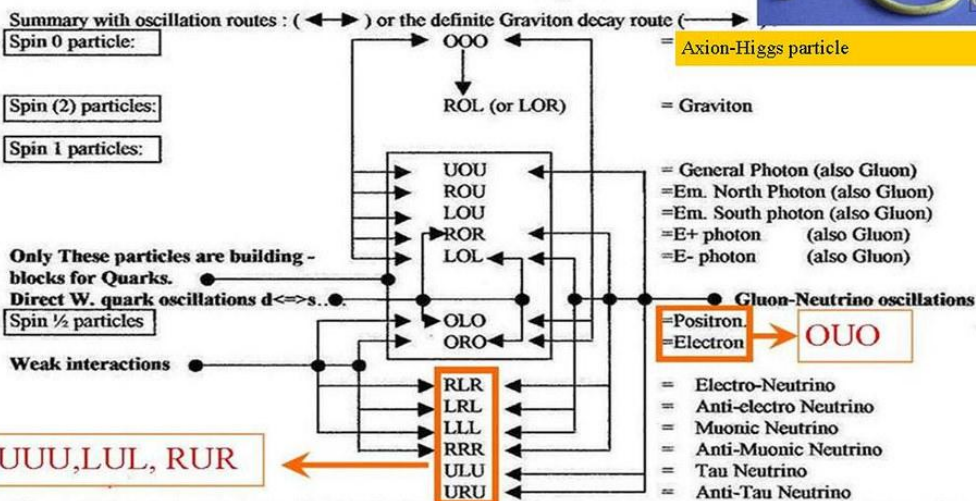 Summary with oscillation routes : ( ) or the definite Graviton decay route (
Spin 0 particle: OOO =
Axion-Higgs particle
Spin (2) particles: ROL (or LOR) = Graviton
Spin 1 particles:
UOU = General Photon (also Gluon)
ROU =Em. North Photon (also Gluon)
LOU =Em. South photon (also Gluon)
ROR =E+ photon (also Gluon)
Only These particles are building - LOL =E- photon (also Gluon)
blocks for Quarks.
Direct W. quark oscillations d<=>s... Gluon-Neutrino oscillations
Spin ½ particles OLO =Positron.
ORO =Electron OUO
Weak interactions
RLR = Electro-Neutrino
LRL = Anti-electro Neutrino
LLL = Muonic Neutrino
RRR = Anti-Muonic Neutrino
UUU,LUL, RUR ULU = Tau Neutrino
URU = Anti-Tau Neutrino